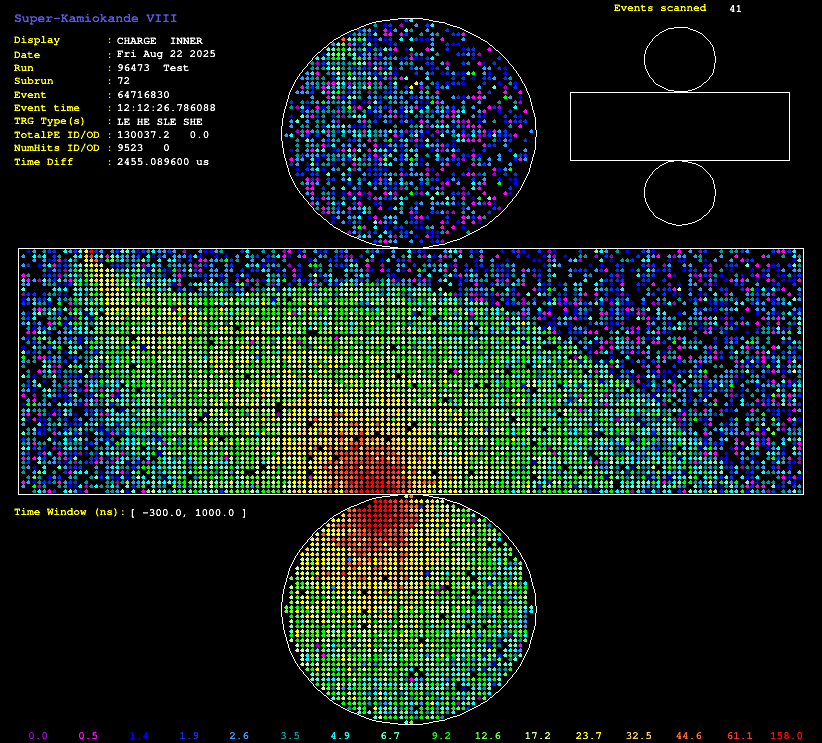 Super-Kamiokande VIII
Events scanned 41
Display : CHARGE INNER
Date : Fri Aug 22 2025
Run : 96473 Test
Subrun : 72
Event : 64716830
Event time : 12:12:26.786088
TRG Type(s) : LE HE SLE SHE
TotalPE ID/OD : 130037.2 0.0
NumHits ID/OD : 9523 0
Time Diff : 2455.089600 us
Time Window (ns): [ -300.0, 1000.0 ]
0.0 0.5 1.4 1.9 2.6 3.5 4.9 6.7 9.2 12.6 17.2 23.7 32.5 44.6 61.1 158.0